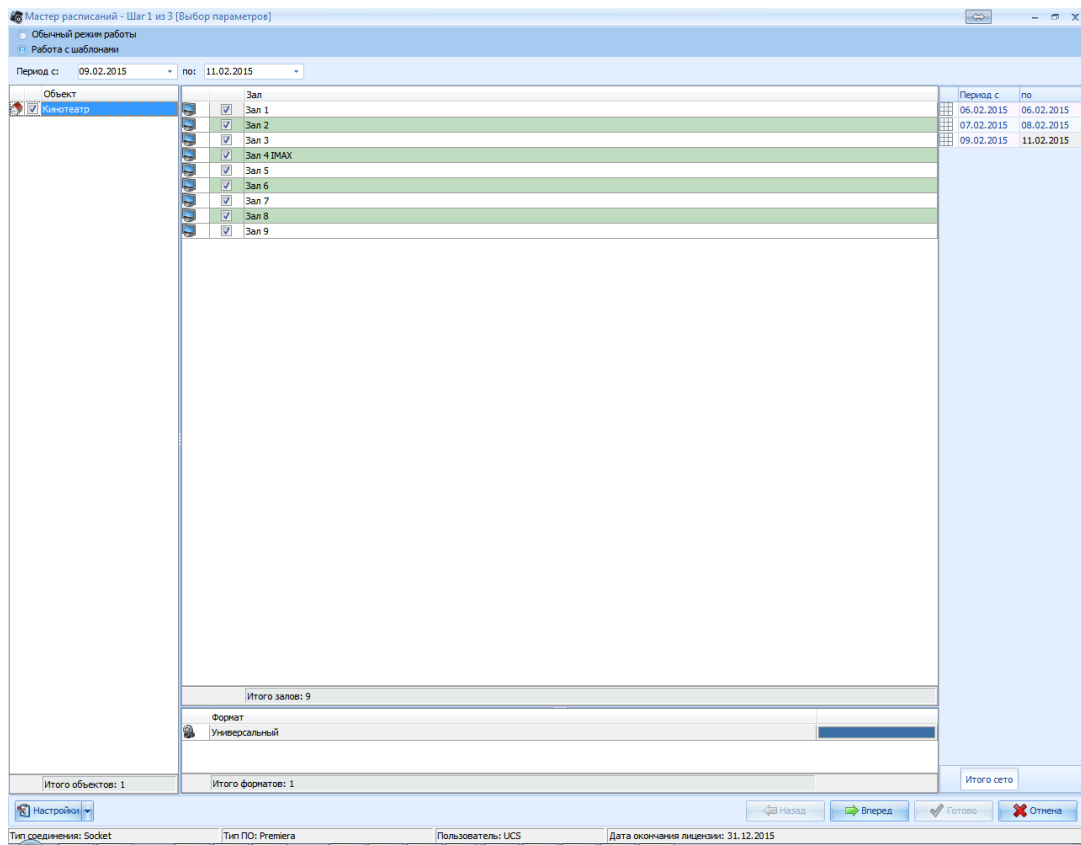 Мастер расписаний - Шаг 1 из 3 [Выбор параметров]
Обычный режим работы
Работа с шаблонами
Период с: 09.02.2015 по: 11.02.2015
Объект
Кинотеатр
Зал
Зал 1
Зал 2
Зал 3
Зал 4 IMAX
Зал 5
Зал 6
Зал 7
Зал 8
Зал 9
Период с по
06.02.2015 06.02.2015
07.02.2015 08.02.2015
09.02.2015 11.02.2015
Итого залов: 9
Формат
Универсальный
Итого объектов: 1
Итого форматов: 1
Итого сето
Настройки
Назад
Вперед
Готово
Отмена
Тип соединения: Socket
Тип ПО: Premiera
Пользователь: UCS
Дата окончания лицензии: 31.12.2015